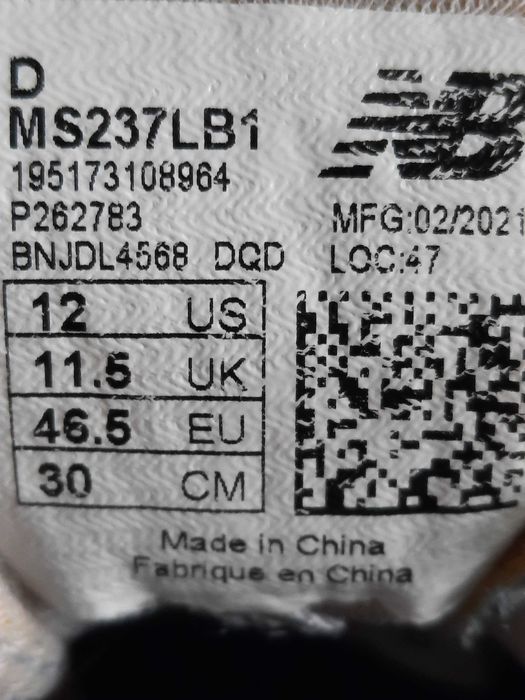 D
MS237LB1
195173108964
P262783
BNJDL4568 DQD
NB
MFG:02/2021
LOC:47
12 US
11.5 UK
46.5 EU
30 CM
Made in China
Fabrique en China